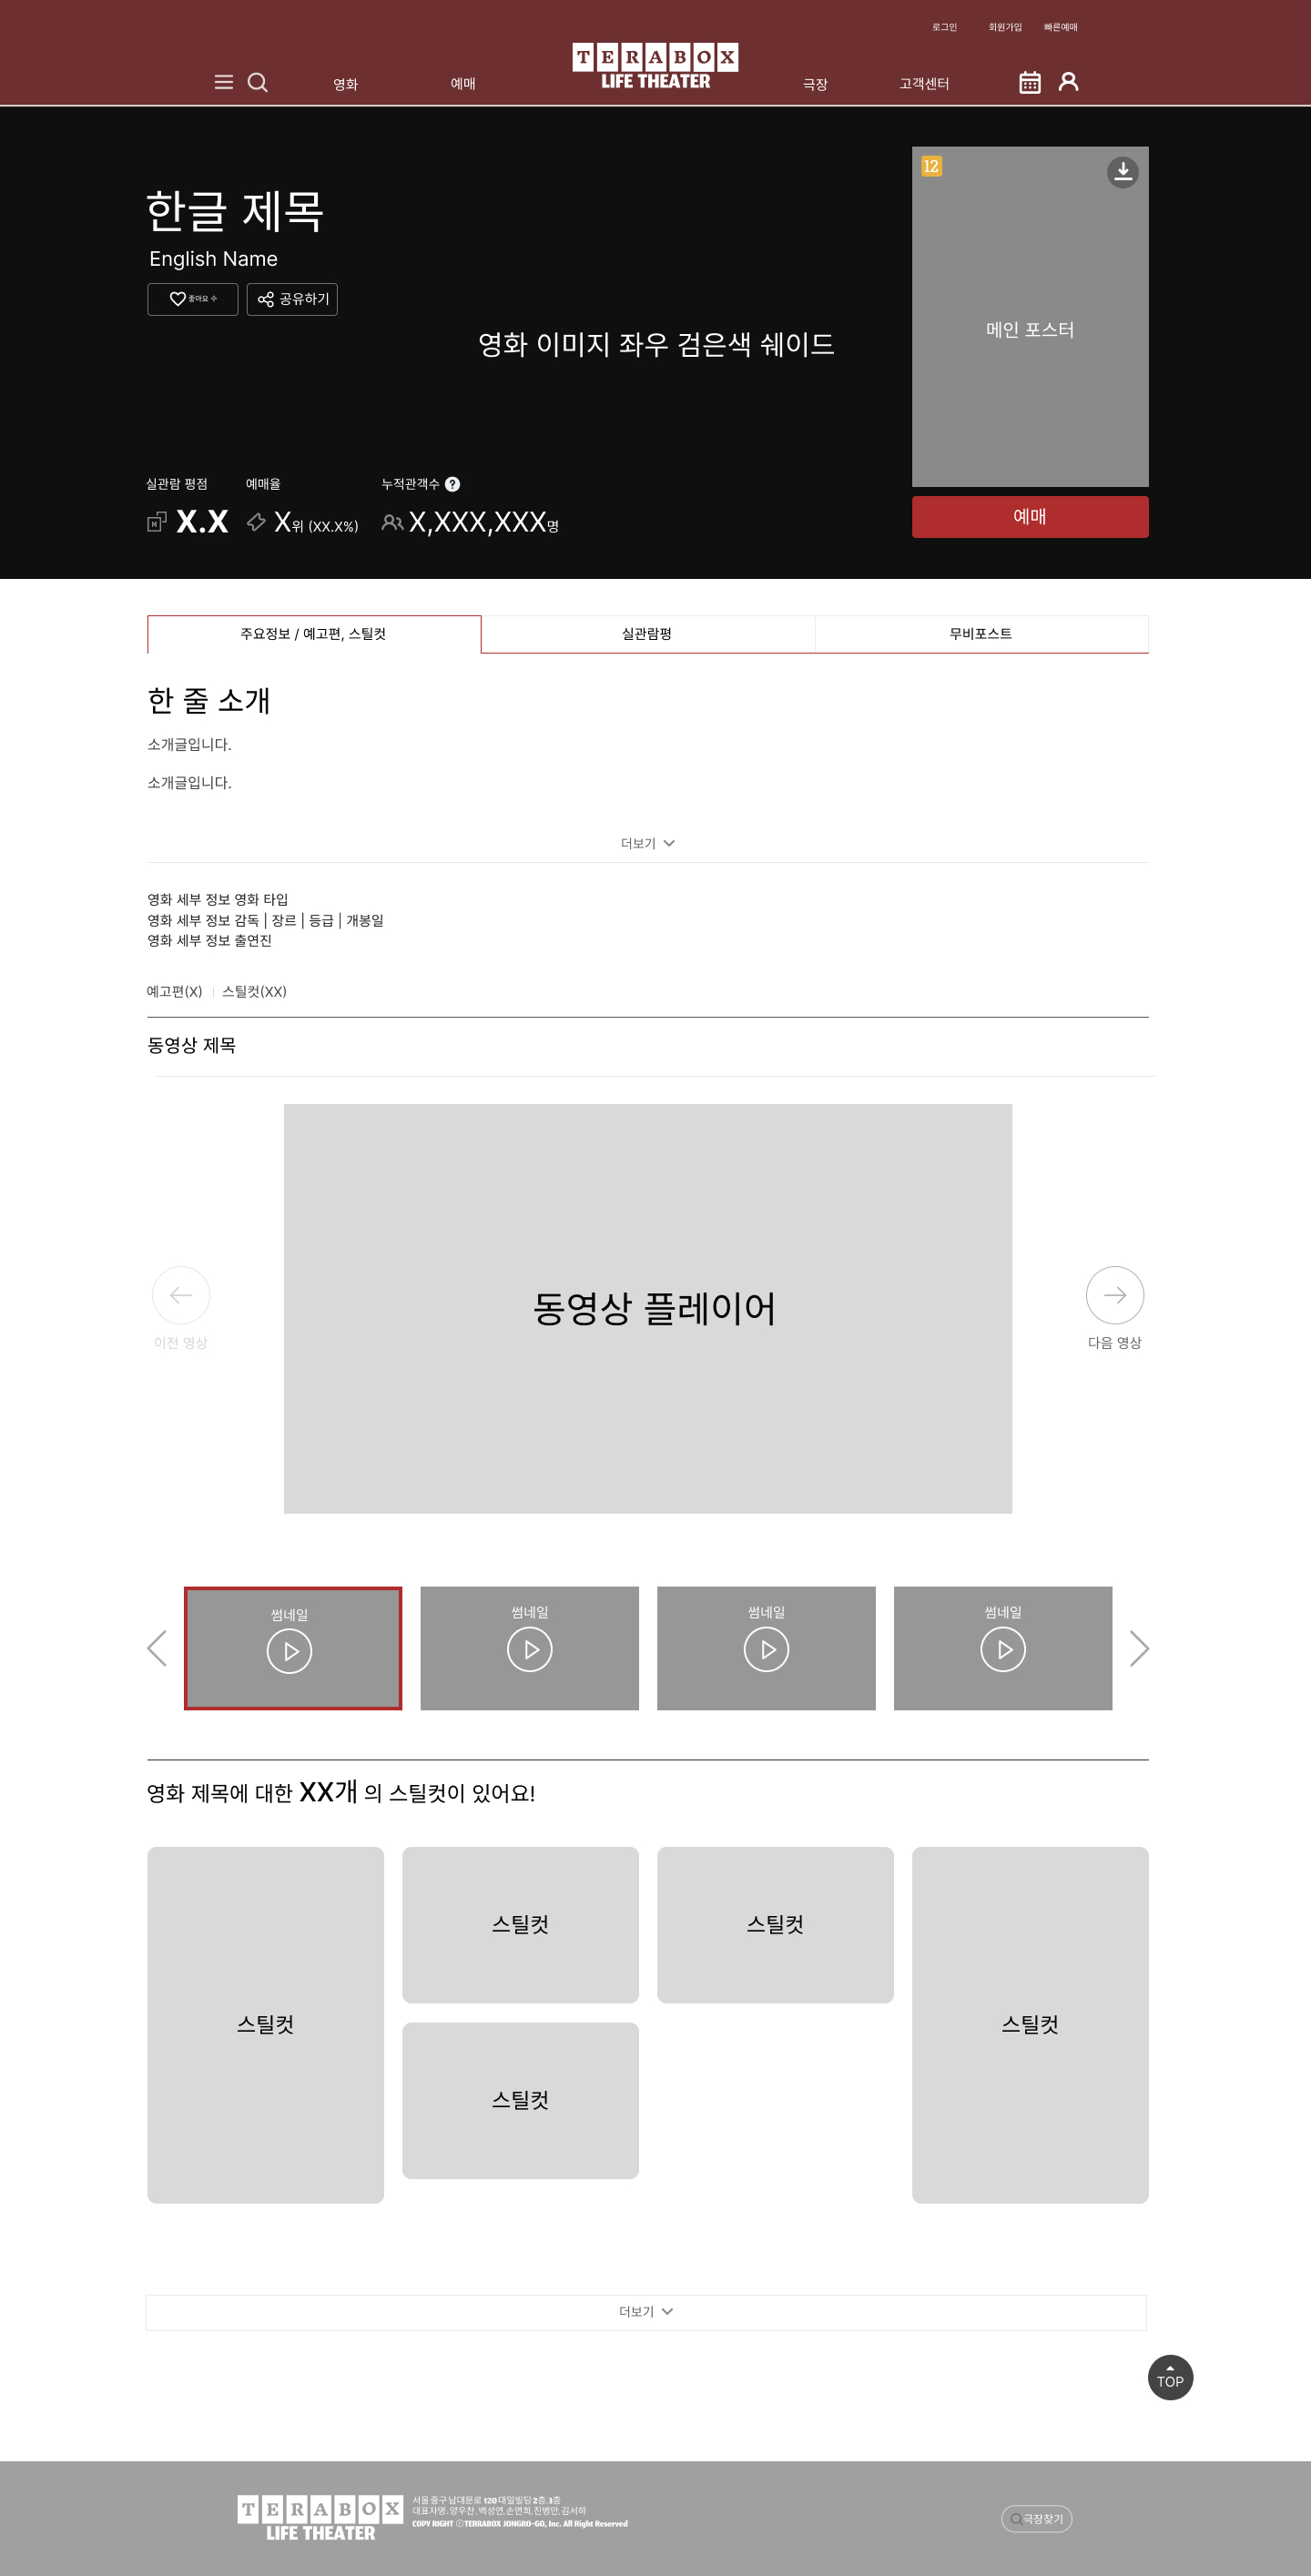 로그인 회원가입 빠른예매
영화 예매 TERABOX 극장 고객센터
LIFE THEATER
12
한글 제목
English Name
좋아요 수 공유하기
영화 이미지 좌우 검은색 쉐이드
메인 포스터
실관람 평점 예매율 누적관객수 ?
M X.X X위 (XX.X%) X,XXX,XXX명
예매
주요정보 / 예고편, 스틸컷 실관람평 무비포스트
한 줄 소개
소개글입니다.
소개글입니다.
더보기
영화 세부 정보 영화 타입
영화 세부 정보 감독 | 장르 | 등급 | 개봉일
영화 세부 정보 출연진
예고편(X) 스틸컷(XX)
동영상 제목
동영상 플레이어
이전 영상 다음 영상
썸네일 썸네일 썸네일 썸네일
영화 제목에 대한 XX개 의 스틸컷이 있어요!
스틸컷 스틸컷
스틸컷 스틸컷
스틸컷
더보기
TOP
TERABOX
LIFE THEATER
서울 중구 남대문로 120 대일빌딩 2층, 3층
대표자명 : 양우찬, 백성연, 손연희, 진병만, 김서하
COPY RIGHT ⓒTERRABOX JONGRO-GO, Inc. All Right Reserved
극장찾기